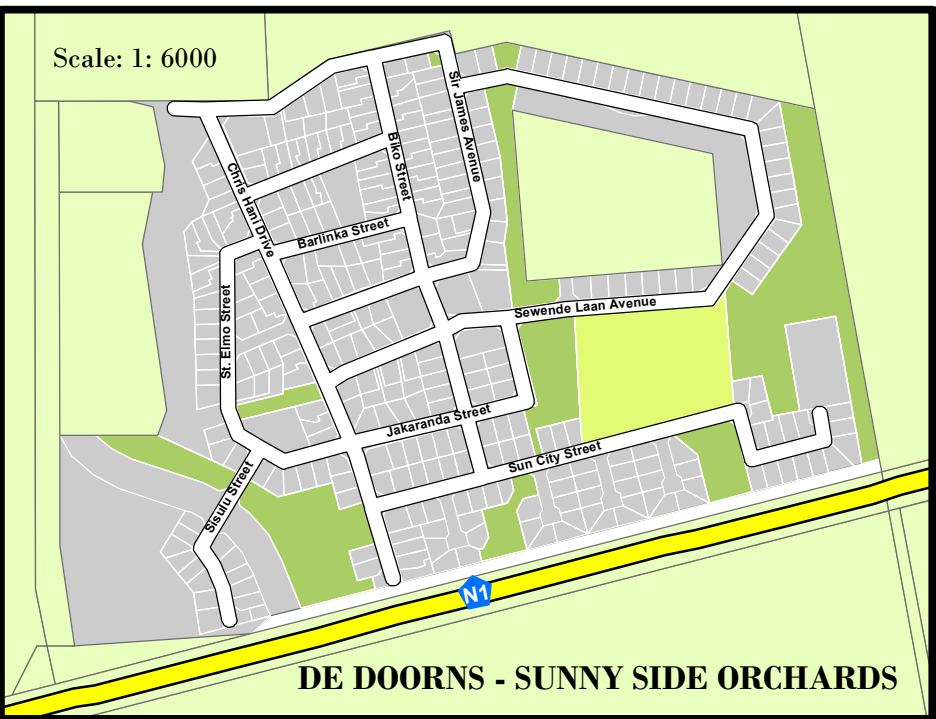 Scale: 1: 6000
Sir James Avenue
Biko Street
Chris Hani Drive
Barlinka Street
St. Elmo Street
Sewende Laan Avenue
Jakaranda Street
Sun City Street
Sisulu Street
N1
DE DOORNS - SUNNY SIDE ORCHARDS